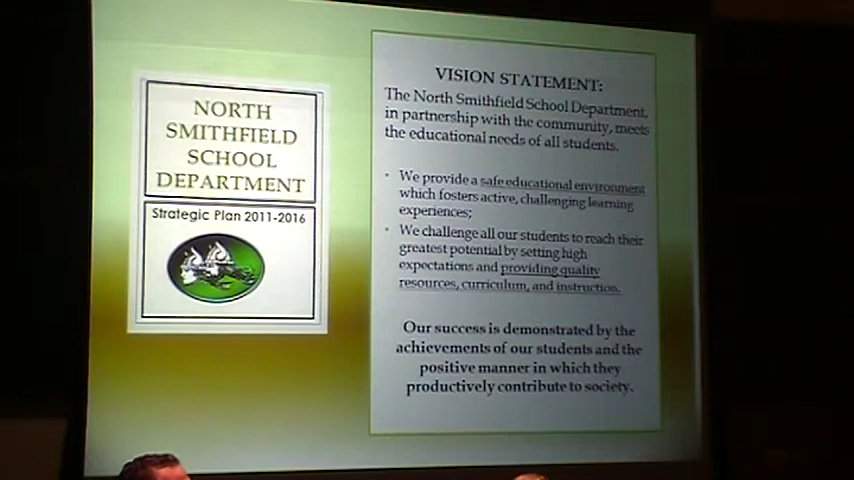 NORTH
SMITHFIELD
SCHOOL
DEPARTMENT
Strategic Plan 2011-2016
VISION STATEMENT:
The North Smithfield School Department,
in partnership with the community, meets
the educational needs of all students.
• We provide a safe educational environment
which fosters active, challenging learning
experiences;
• We challenge all our students to reach their
greatest potential by setting high
expectations and providing quality
resources, curriculum, and instruction.
Our success is demonstrated by the
achievements of our students and the
positive manner in which they
productively contribute to society.